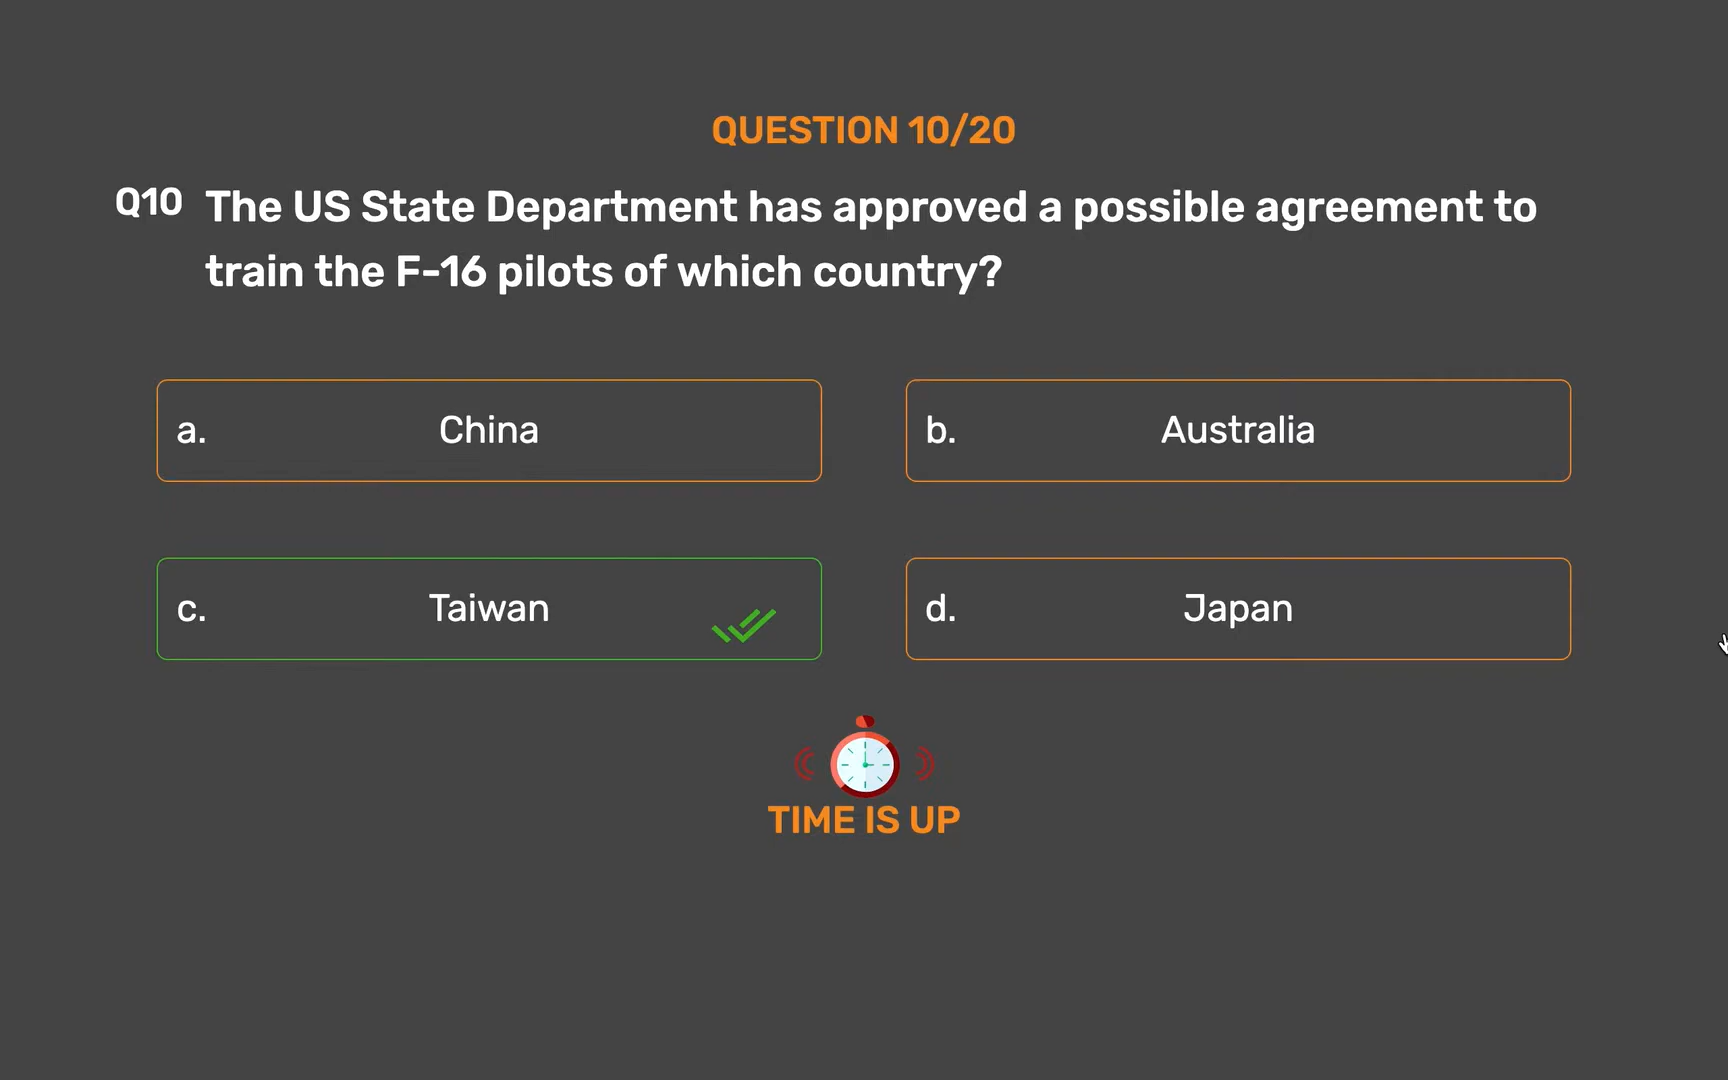 QUESTION 10/20
Q10 The US State Department has approved a possible agreement to
train the F-16 pilots of which country?
a. China
b. Australia
c. Taiwan
d. Japan
TIME IS UP